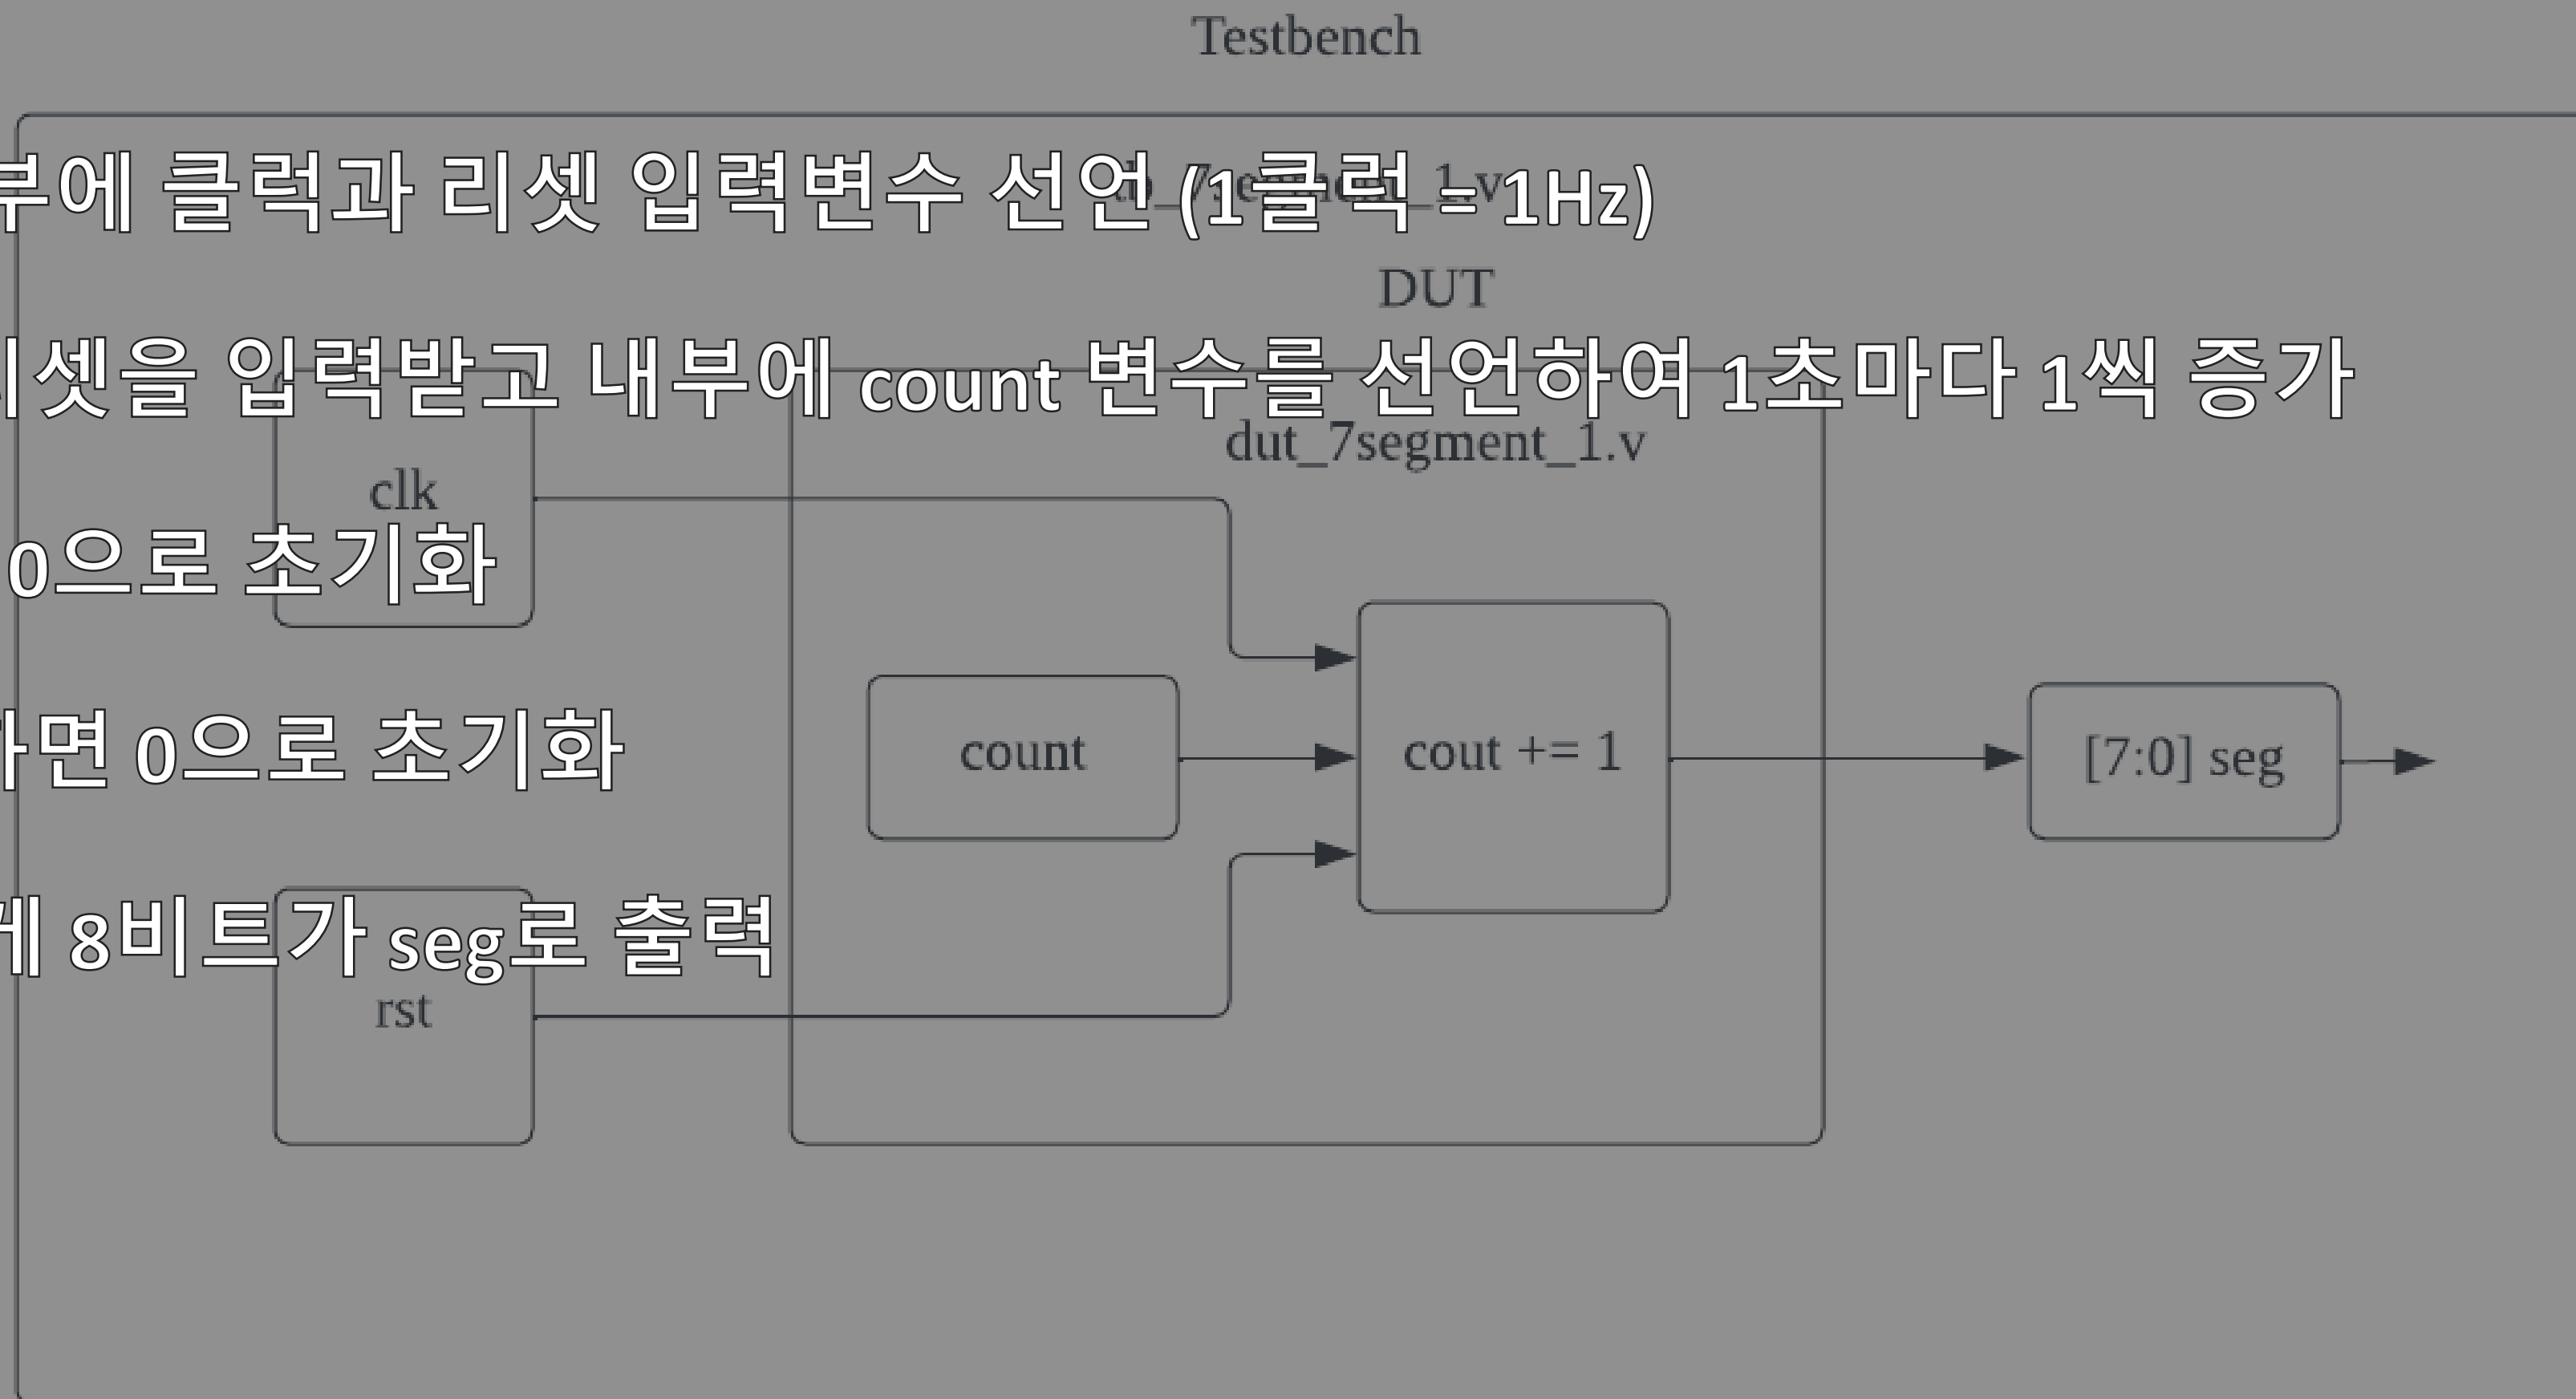 Testbench
부에 클럭과 리셋 입력변수 선언 (1클럭 = 1Hz)
tb_7segment_1.v
DUT
셋을 입력받고 내부에 count 변수를 선언하여 1초마다 1씩 증가
dut_7segment_1.v
clk
0으로 초기화
count
cout += 1
[7:0] seg
면 0으로 초기화
8비트가 seg로 출력
rst